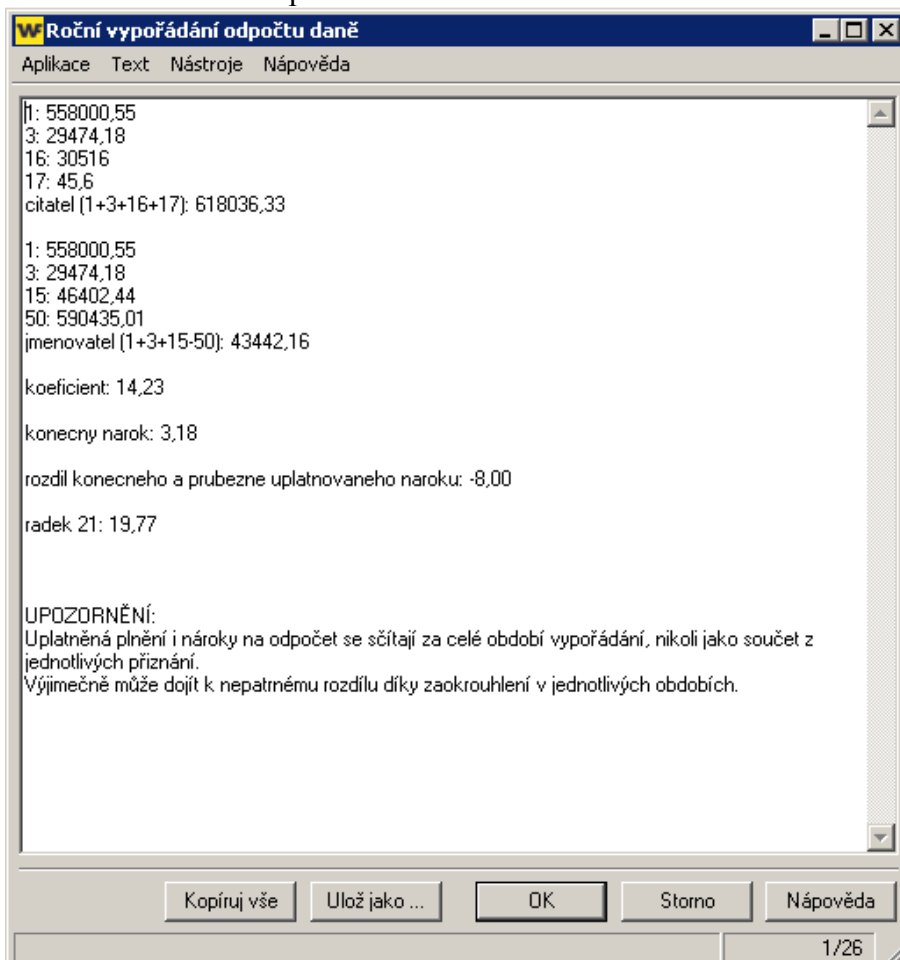 Roční vypořádání odpočtu daně
Aplikace Text Nástroje Nápověda
1: 558000,55
3: 29474,18
16: 30516
17: 45,6
citatel (1+3+16+17): 618036,33
1: 558000,55
3: 29474,18
15: 46402,44
50: 590435,01
jmenovatel (1+3+15-50): 43442,16
koeficient: 14,23
konecny narok: 3,18
rozdil konecneho a prubezne uplatnovaneho naroku: -8,00
radek 21: 19,77
UPOZORNĚNÍ:
Uplatněná plnění i nároky na odpočet se sčítají za celé období vypořádání, nikoli jako součet z
jednotlivých přiznání.
Výjimečně může dojít k nepatrnému rozdílu díky zaokrouhlení v jednotlivých obdobích.
Kopíruj vše Ulož jako ... OK Storno Nápověda
1/26